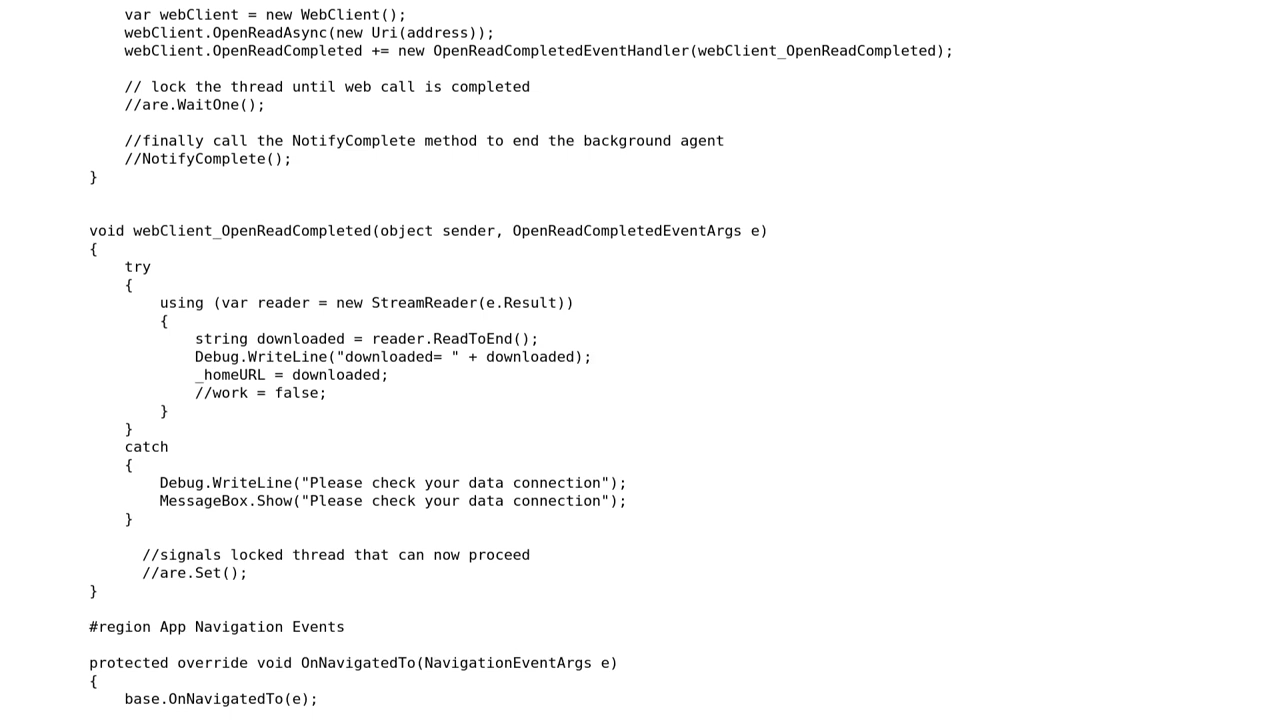 var webClient = new WebClient();
webClient.OpenReadAsync(new Uri(address));
webClient.OpenReadCompleted += new OpenReadCompletedEventHandler(webClient_OpenReadCompleted);
// lock the thread until web call is completed
//are.WaitOne();
//finally call the NotifyComplete method to end the background agent
//NotifyComplete();
}
void webClient_OpenReadCompleted(object sender, OpenReadCompletedEventArgs e)
{
try
{
using (var reader = new StreamReader(e.Result))
{
string downloaded = reader.ReadToEnd();
Debug.WriteLine("downloaded= " + downloaded);
_homeURL = downloaded;
//work = false;
}
}
catch
{
Debug.WriteLine("Please check your data connection");
MessageBox.Show("Please check your data connection");
}
//signals locked thread that can now proceed
//are.Set();
}
#region App Navigation Events
protected override void OnNavigatedTo(NavigationEventArgs e)
{
base.OnNavigatedTo(e);